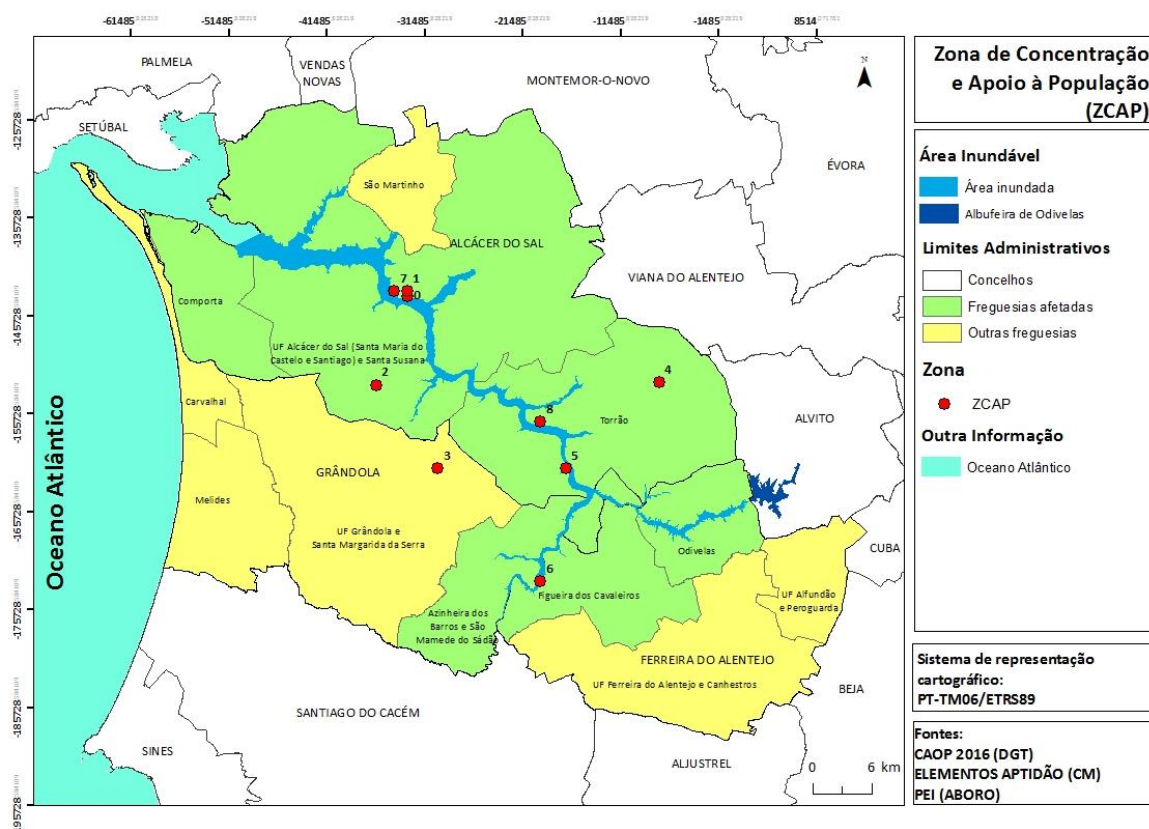 -61485
-51485
-41485
-31485
-21485
-11485
-1485
8514
-125728
-135728
-145728
-155728
-165728
-175728
-185728
-195728
PALMELA
VENDAS
NOVAS
MONTEMOR-O-NOVO
N
SETÚBAL
ÉVORA
São Martinho
ALCÁCER DO SAL
VIANA DO ALENTEJO
7
1
0
Comporta
UF Alcácer do Sal (Santa Maria do
Castelo e Santiago) e Santa Susana
2
4
Carvalhal
8
Torrão
ALVITO
Oceano Atlântico
GRÂNDOLA
3
5
Melides
UF Grândola e
Santa Margarida da Serra
Odivelas
CUBA
6
Figueira dos Cavaleiros
Azinheira dos
Barros e São
Mamede do Sádão
UF Alfundão
e Peroguarda
FERREIRA DO ALENTEJO
UF Ferreira do Alentejo e Canhestros
BEJA
SANTIAGO DO CACÉM
SINES
ALJUSTREL
0 6 km
Zona de Concentração
e Apoio à População
(ZCAP)
Área Inundável
Área inundada
Albufeira de Odivelas
Limites Administrativos
Concelhos
Freguesias afetadas
Outras freguesias
Zona
ZCAP
Outra Informação
Oceano Atlântico
Sistema de representação
cartográfico:
PT-TM06/ETRS89
Fontes:
CAOP 2016 (DGT)
ELEMENTOS APTIDÃO (CM)
PEI (ABORO)